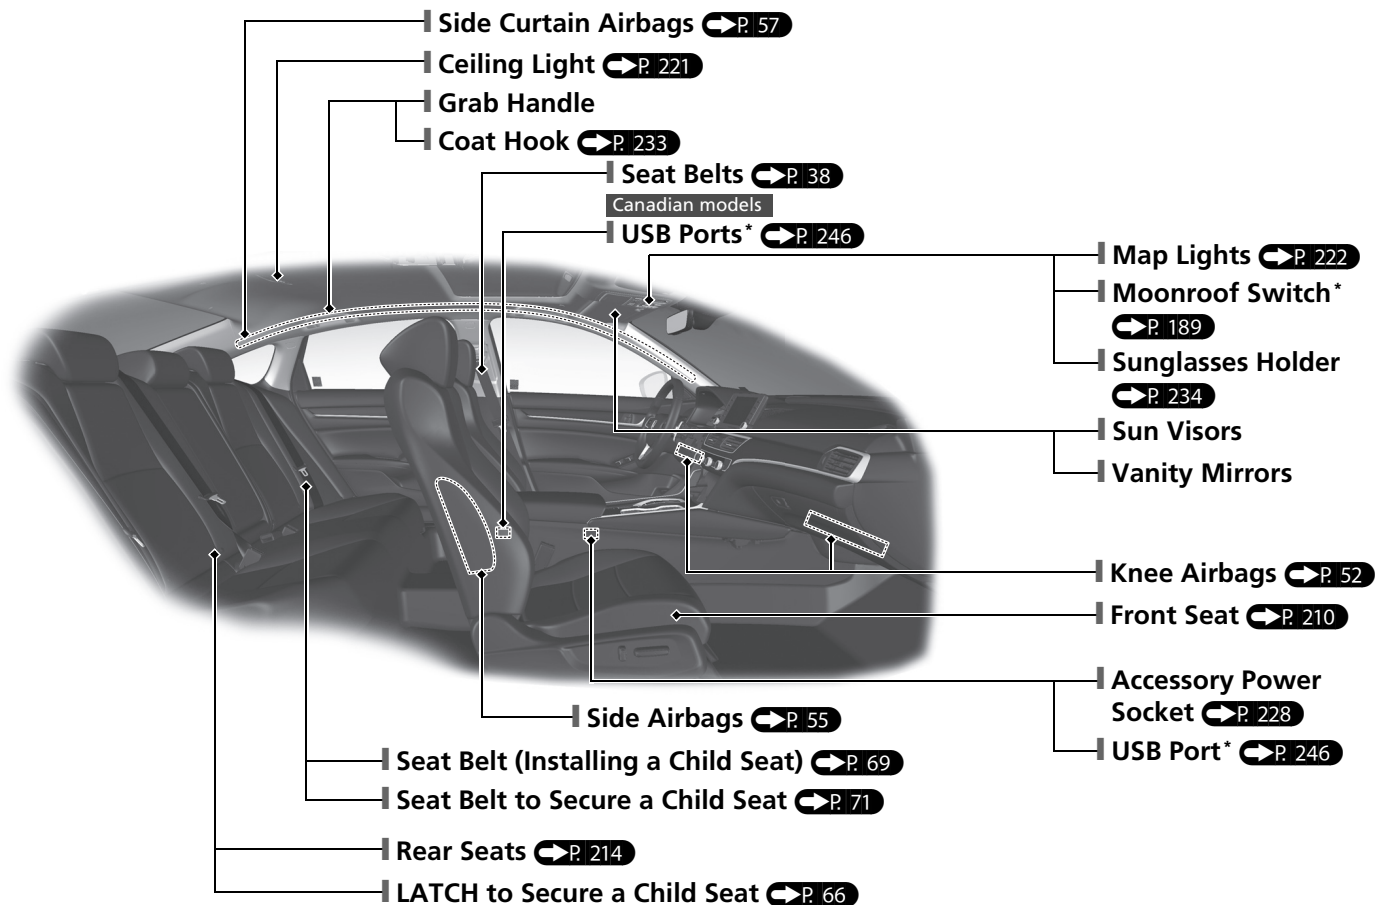 Side Curtain Airbags P. 57
Ceiling Light P. 221
Grab Handle
Coat Hook P. 233
Seat Belts P. 38
Canadian models
USB Ports* P. 246
Map Lights P. 222
Moonroof Switch*
P. 189
Sunglasses Holder
P. 234
Sun Visors
Vanity Mirrors
Knee Airbags P. 52
Front Seat P. 210
Accessory Power
Socket P. 228
USB Port* P. 246
Side Airbags P. 55
Seat Belt (Installing a Child Seat) P. 69
Seat Belt to Secure a Child Seat P. 71
Rear Seats P. 214
LATCH to Secure a Child Seat P. 66